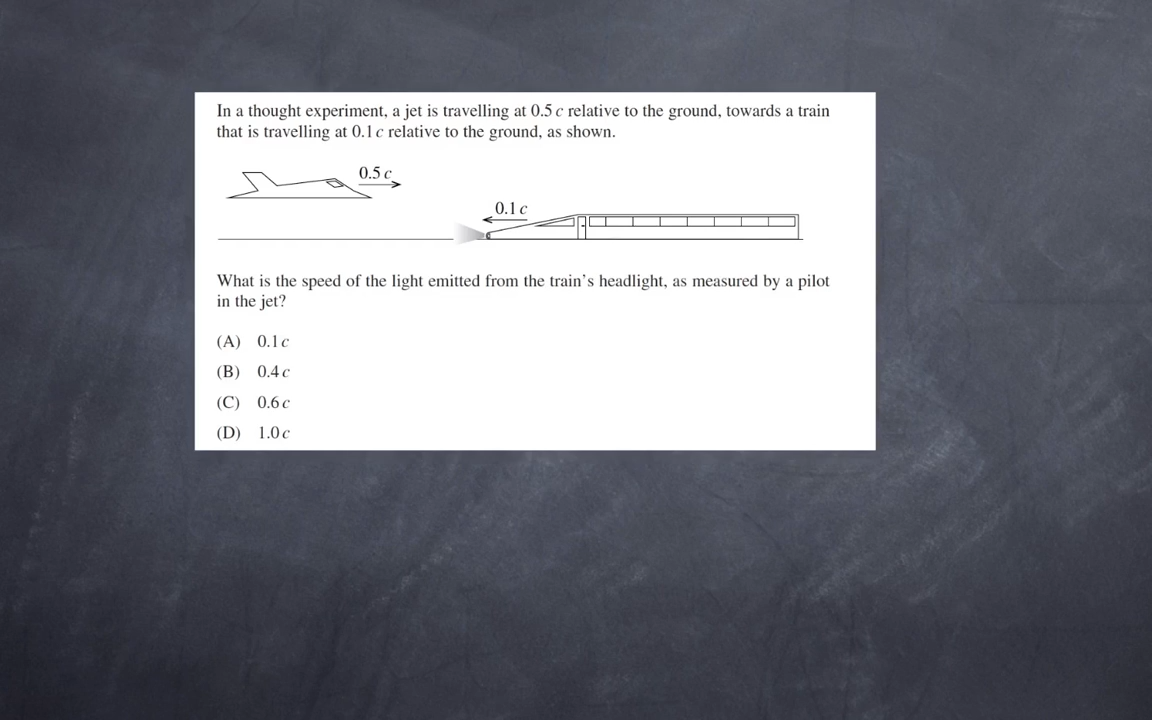 In a thought experiment, a jet is travelling at 0.5 c relative to the ground, towards a train
that is travelling at 0.1 c relative to the ground, as shown.
0.5 c
0.1 c
What is the speed of the light emitted from the train's headlight, as measured by a pilot
in the jet?
(A) 0.1 c
(B) 0.4 c
(C) 0.6 c
(D) 1.0 c